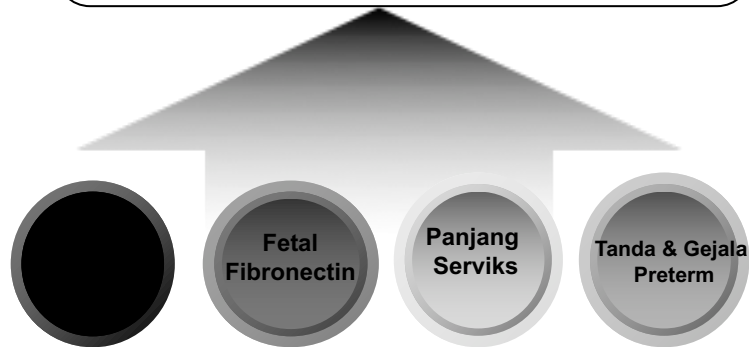 Fetal
Fibronectin
Panjang
Serviks
Tanda & Gejala
Preterm